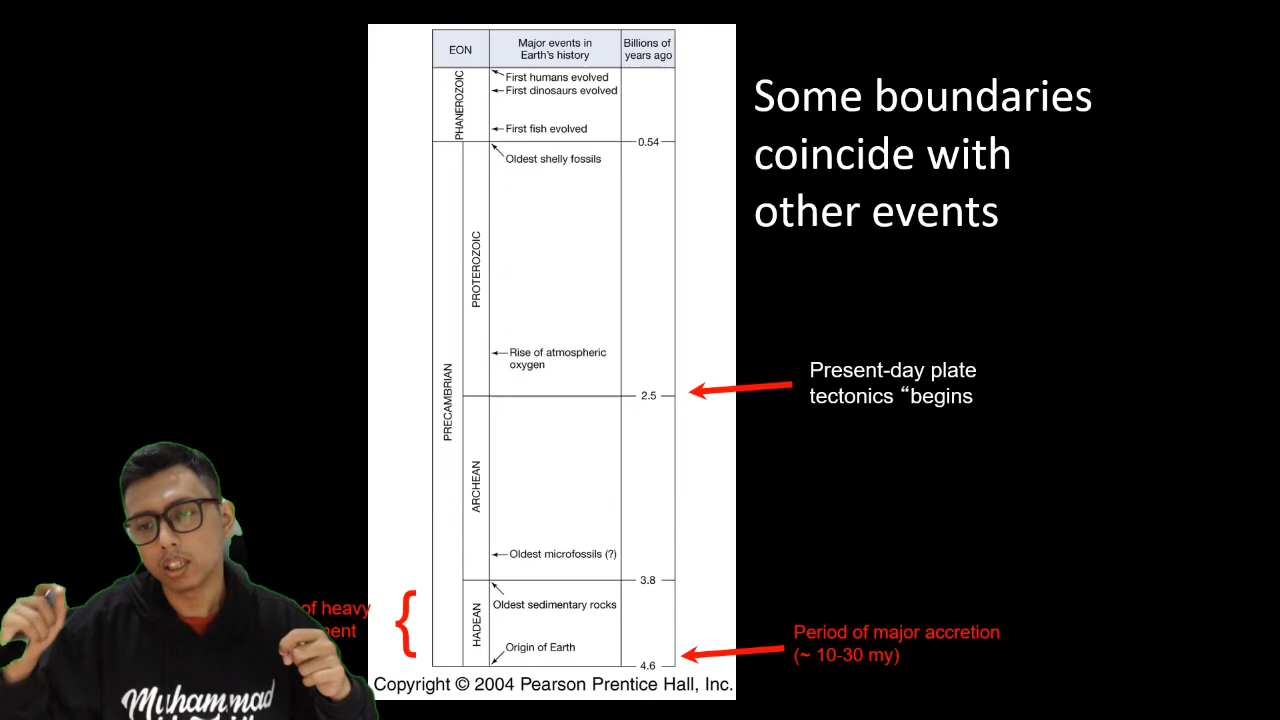 EON
Major events in
Earth's history
Billions of
years ago
PHANEROZOIC
First humans evolved
First dinosaurs evolved
First fish evolved
0.54
Oldest shelly fossils
PRECAMBRIAN
PROTEROZOIC
Rise of atmospheric
oxygen
2.5
ARCHEAN
Oldest microfossils (?)
3.8
HADEAN
Oldest sedimentary rocks
Origin of Earth
4.6
Copyright © 2004 Pearson Prentice Hall, Inc.
Some boundaries
coincide with
other events
Present-day plate
tectonics “begins
Period of major accretion
(~ 10-30 my)
of heavy
Muhammad